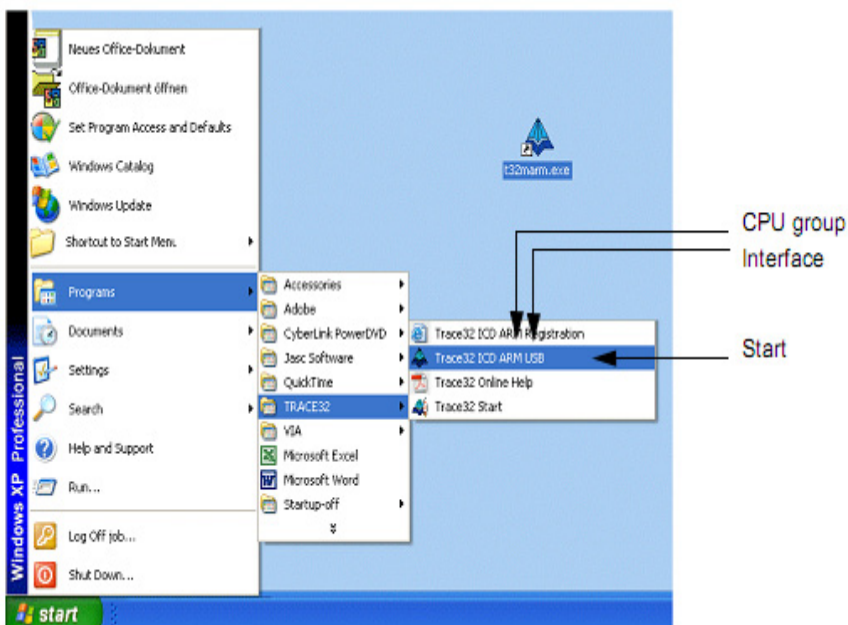 Neues Office-Dokument
Office-Dokument öffnen
Set Program Access and Defaults
Windows Catalog
Windows Update
Shortcut to Start Menu
Programs
Documents
Settings
Search
Help and Support
Run...
Log Off job...
Shut Down...
Windows XP Professional
start
Accessories
Adobe
CyberLink PowerDVD
Jasc Software
QuickTime
TRACE32
VIA
Microsoft Excel
Microsoft Word
Startup-off
Trace32 ICD ARM Registration
Trace32 ICD ARM USB
Trace32 Online Help
Trace32 Start
t32marm.exe
CPU group
Interface
Start